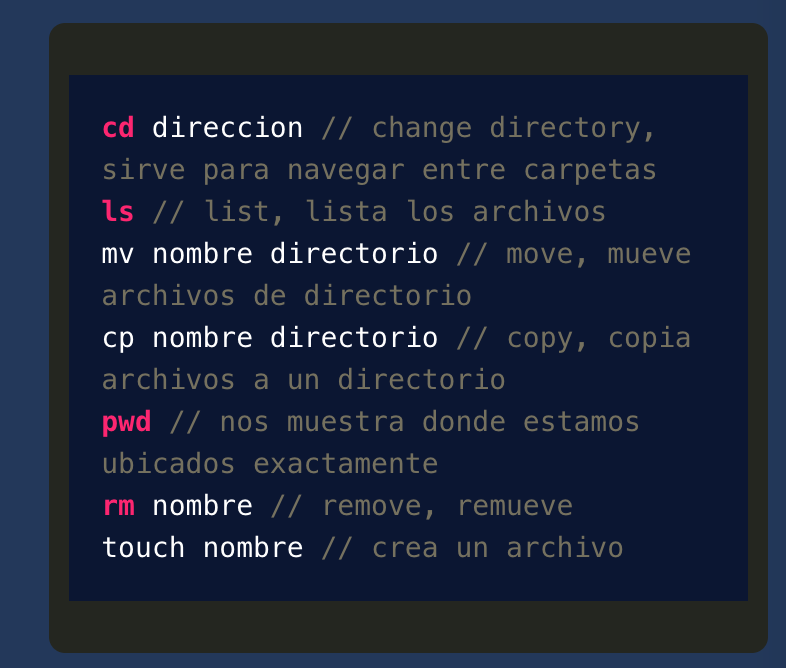 cd direccion // change directory,
sirve para navegar entre carpetas
ls // list, lista los archivos
mv nombre directorio // move, mueve
archivos de directorio
cp nombre directorio // copy, copia
archivos a un directorio
pwd // nos muestra donde estamos
ubicados exactamente
rm nombre // remove, remueve
touch nombre // crea un archivo